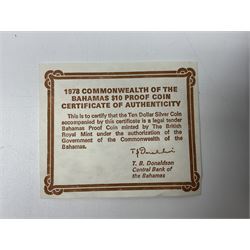 1978 COMMONWEALTH OF THE
BAHAMAS $10 PROOF COIN
CERTIFICATE OF AUTHENTICITY
This is to certify that the Ten Dollar Silver Coin
accompanied by this certificate is a legal tender
Bahamas Proof Coin minted by The British
Royal Mint under the authorization of the
Government of the Commonwealth of the
Bahamas.
T. B. Donaldson
Central Bank of
the Bahamas